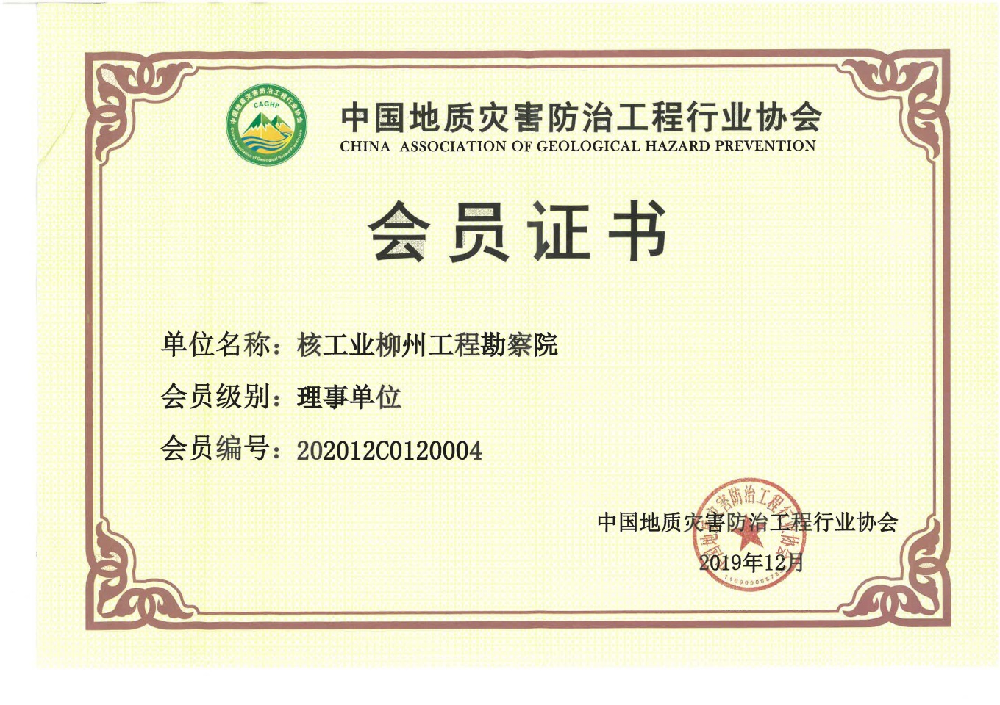 中国地质灾害防治工程行业协会
CAGHP
China Association of Geological Hazard Prevention
中国地质灾害防治工程行业协会
CHINA ASSOCIATION OF GEOLOGICAL HAZARD PREVENTION
会员证书
单位名称：核工业柳州工程勘察院
会员级别：理事单位
会员编号：202012C0120004
中国地质灾害防治工程行业协会
2019年12月
中国地质灾害防治工程行业协会